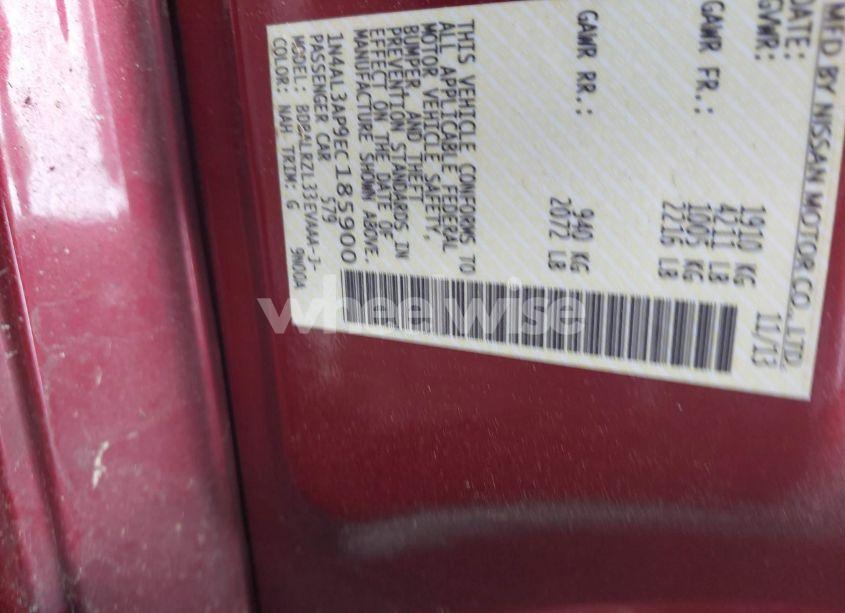 MFD BY NISSAN MOTOR CO., LTD.
DATE: 11/13
GVWR: 1910 KG
4211 LB
GAWR FR.: 1005 KG
2216 LB
GAWR RR.: 940 KG
2072 LB
THIS VEHICLE CONFORMS TO
ALL APPLICABLE FEDERAL
MOTOR VEHICLE SAFETY,
BUMPER, AND THEFT
PREVENTION STANDARDS IN
EFFECT ON THE DATE OF
MANUFACTURE SHOWN ABOVE.
1N4AL3AP9EC185900
PASSENGER CAR 579
MODEL: BDBALRZL33EVAAA-J-
COLOR: NAH TRIM: G 9N00A
wheelwise